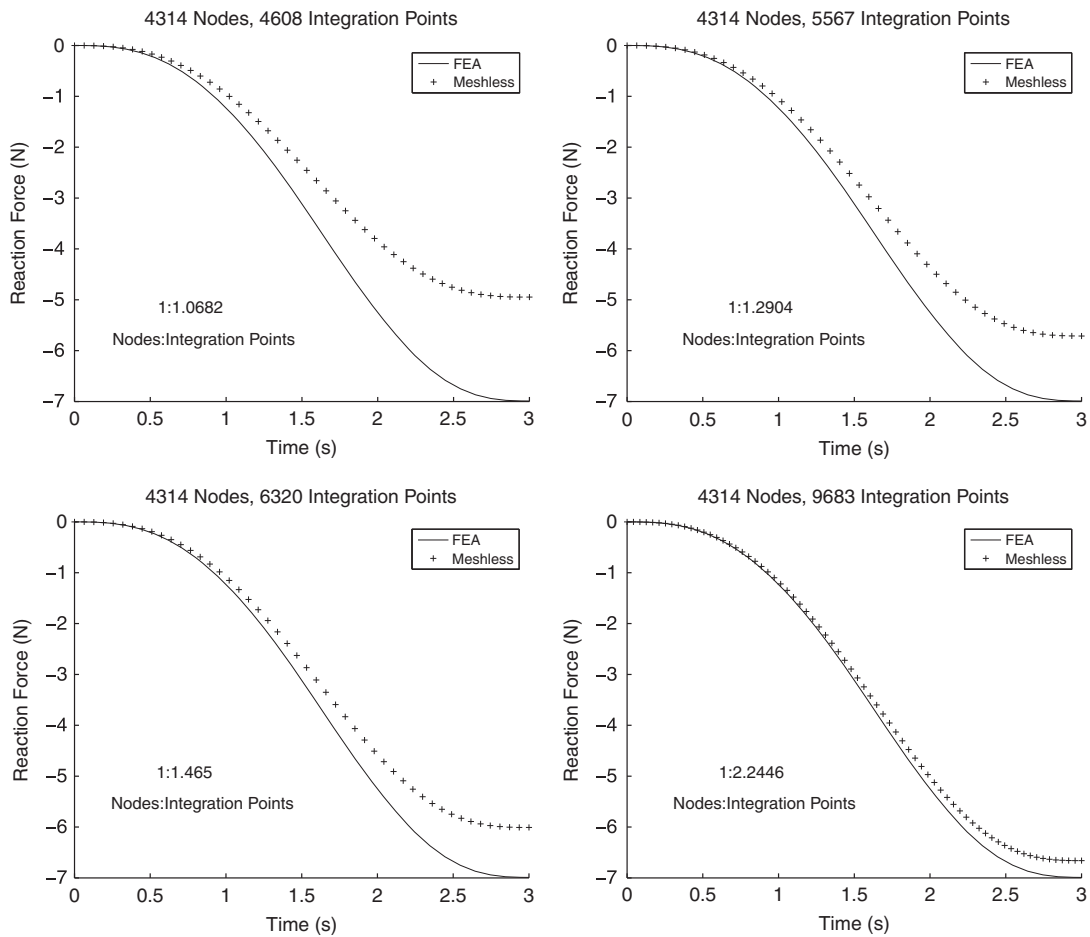 4314 Nodes, 4608 Integration Points
0
−1
−2
−3
−4
−5
−6
−7
Reaction Force (N)
FEA
Meshless
1:1.0682
Nodes:Integration Points
0 0.5 1 1.5 2 2.5 3
Time (s)
4314 Nodes, 5567 Integration Points
0
−1
−2
−3
−4
−5
−6
−7
Reaction Force (N)
FEA
Meshless
1:1.2904
Nodes:Integration Points
0 0.5 1 1.5 2 2.5 3
Time (s)
4314 Nodes, 6320 Integration Points
0
−1
−2
−3
−4
−5
−6
−7
Reaction Force (N)
FEA
Meshless
1:1.465
Nodes:Integration Points
0 0.5 1 1.5 2 2.5 3
Time (s)
4314 Nodes, 9683 Integration Points
0
−1
−2
−3
−4
−5
−6
−7
Reaction Force (N)
FEA
Meshless
1:2.2446
Nodes:Integration Points
0 0.5 1 1.5 2 2.5 3
Time (s)